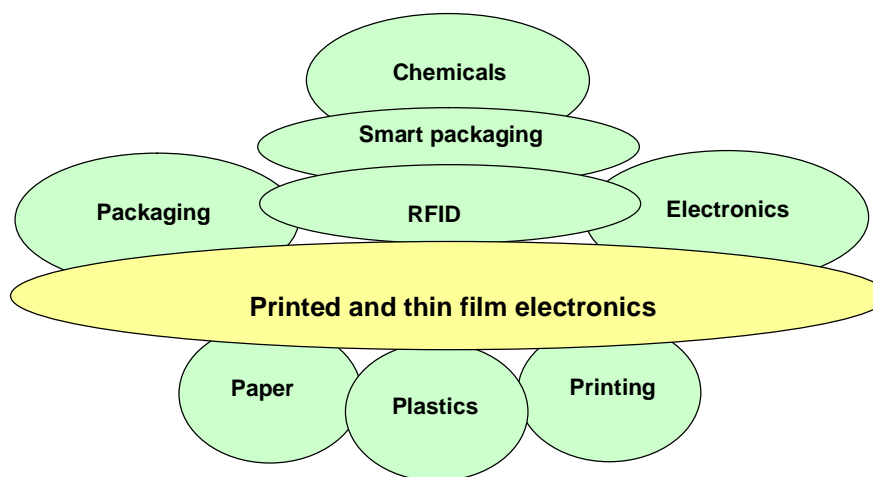 Chemicals
Smart packaging
Packaging
RFID
Electronics
Printed and thin film electronics
Paper
Plastics
Printing